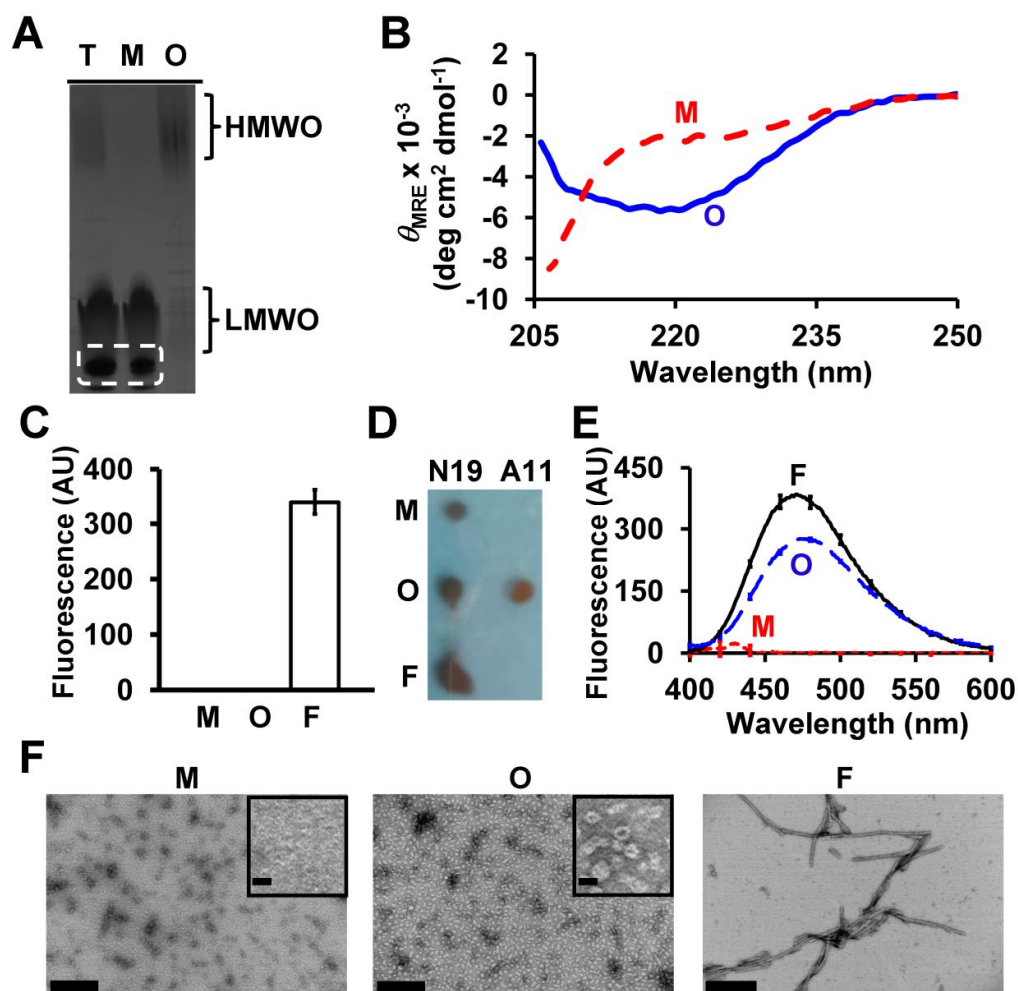 A
T M O
HMWO
LMWO
B
2
0
-2
-4
-6
-8
-10
θMRE x 10-3
(deg cm2 dmol-1)
M
O
205 220 235 250
Wavelength (nm)
C
Fluorescence (AU)
400
300
200
100
0
M O F
D
N19 A11
M
O
F
E
Fluorescence (AU)
450
300
150
0
F
O
M
400 450 500 550 600
Wavelength (nm)
F
M O F